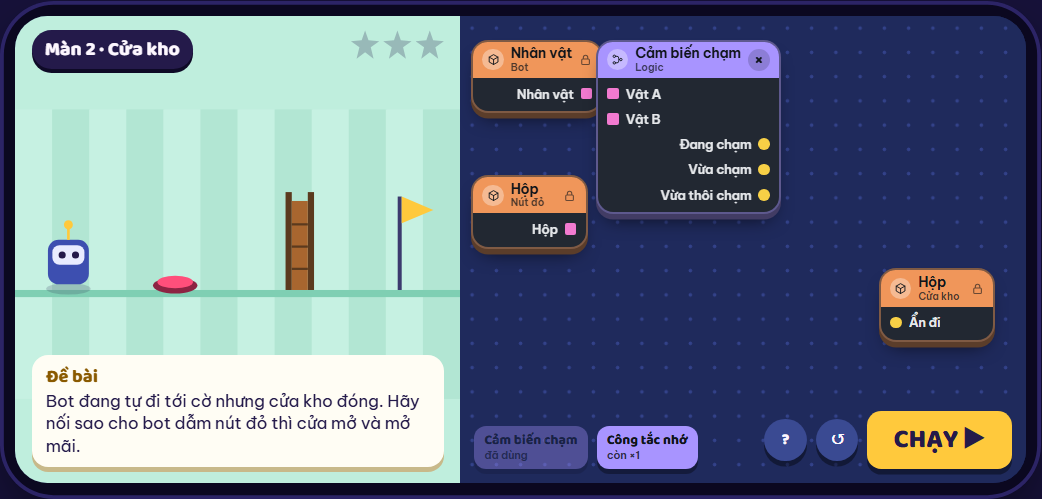 Màn 2 • Cửa kho
Đề bài
Bot đang tự đi tới cờ nhưng cửa kho đóng. Hãy
nối sao cho bot dẫm nút đỏ thì cửa mở và mở
mãi.
Nhân vật
Bot
Nhân vật
Cảm biến chạm
Logic
×
Vật A
Vật B
Đang chạm
Vừa chạm
Vừa thôi chạm
Hộp
Nút đỏ
Hộp
Hộp
Cửa kho
Ẩn đi
Cảm biến chạm
đã dùng
Công tắc nhớ
còn ×1
?
↺
CHẠY ▶